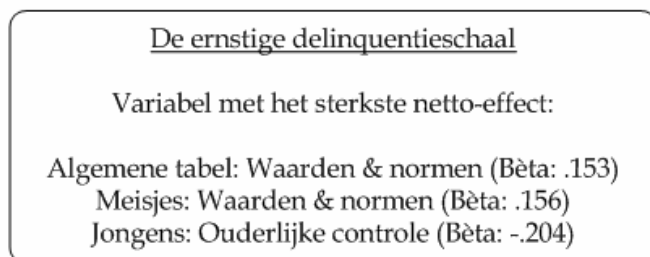 De ernstige delinquentieschaal
Variabel met het sterkste netto-effect:
Algemene tabel: Waarden & normen (Bèta: .153)
Meisjes: Waarden & normen (Bèta: .156)
Jongens: Ouderlijke controle (Bèta: -.204)